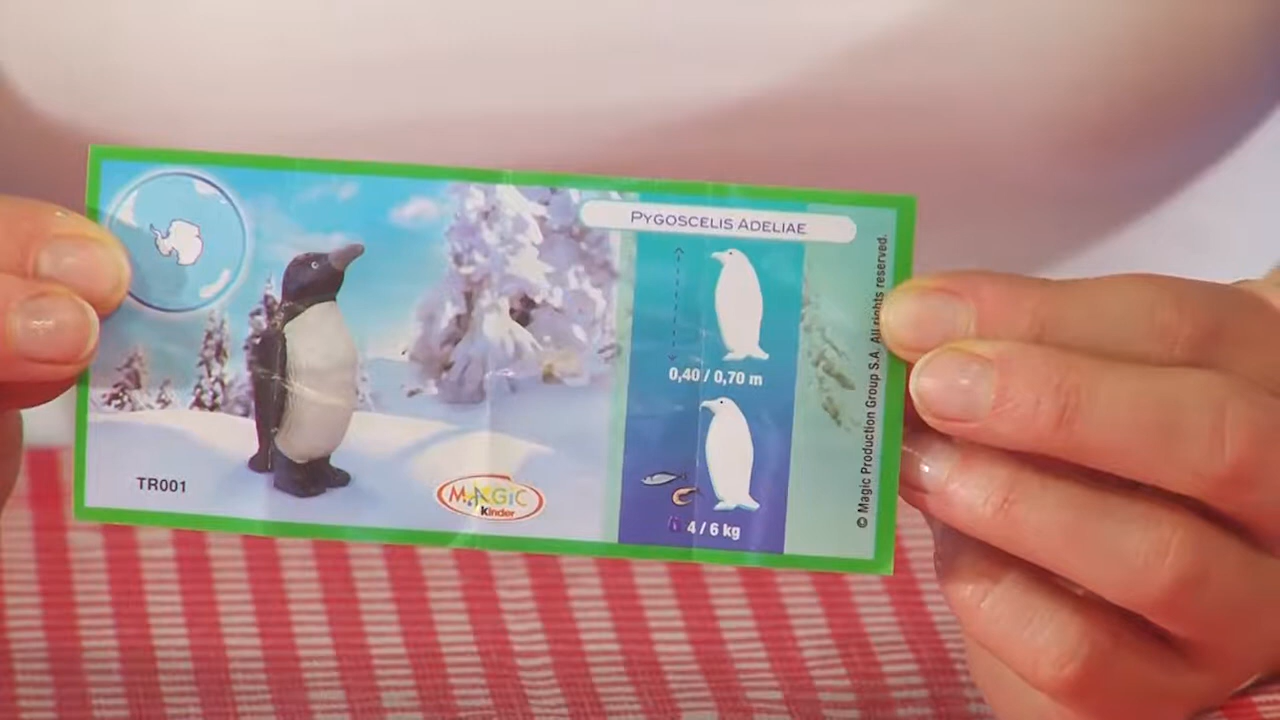 PYGOSCELIS ADELIAE
0,40 / 0,70 m
4 / 6 kg
TR001
MAGIC
kinder
© Magic Production Group S.A. All rights reserved.